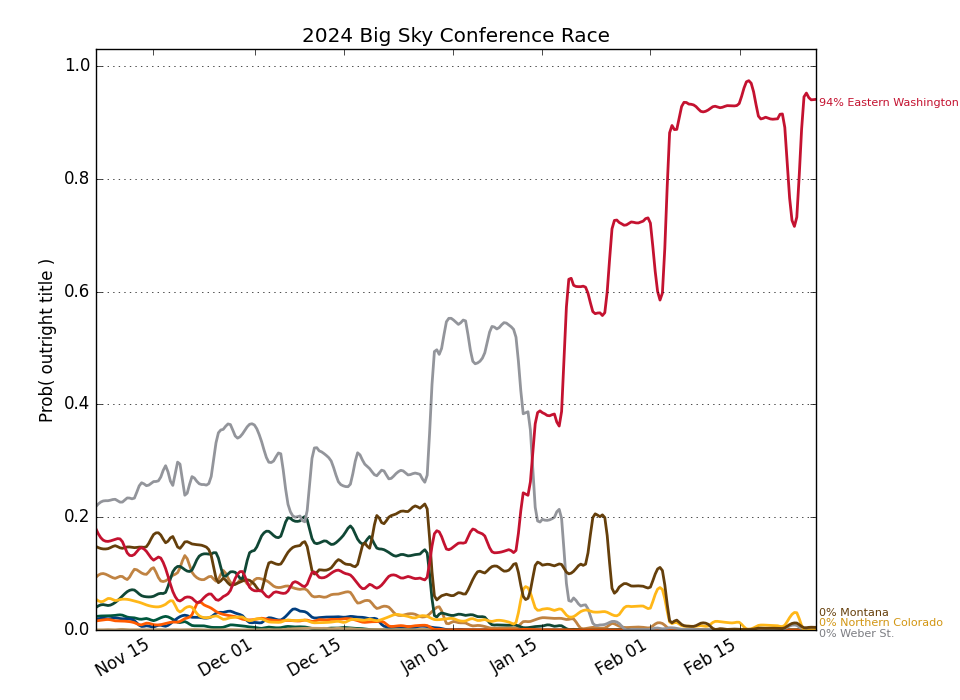 2024 Big Sky Conference Race
Prob( outright title )
1.0
0.8
0.6
0.4
0.2
0.0
Nov 15
Dec 01
Dec 15
Jan 01
Jan 15
Feb 01
Feb 15
94% Eastern Washington
0% Montana
0% Northern Colorado
0% Weber St.